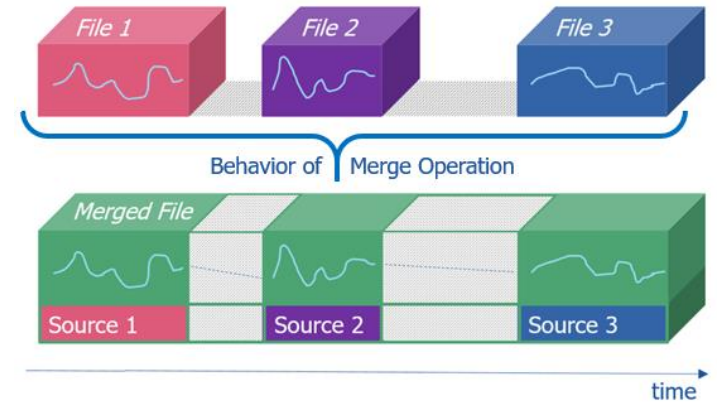 File 1
File 2
File 3
Behavior of Merge Operation
Merged File
Source 1
Source 2
Source 3
time